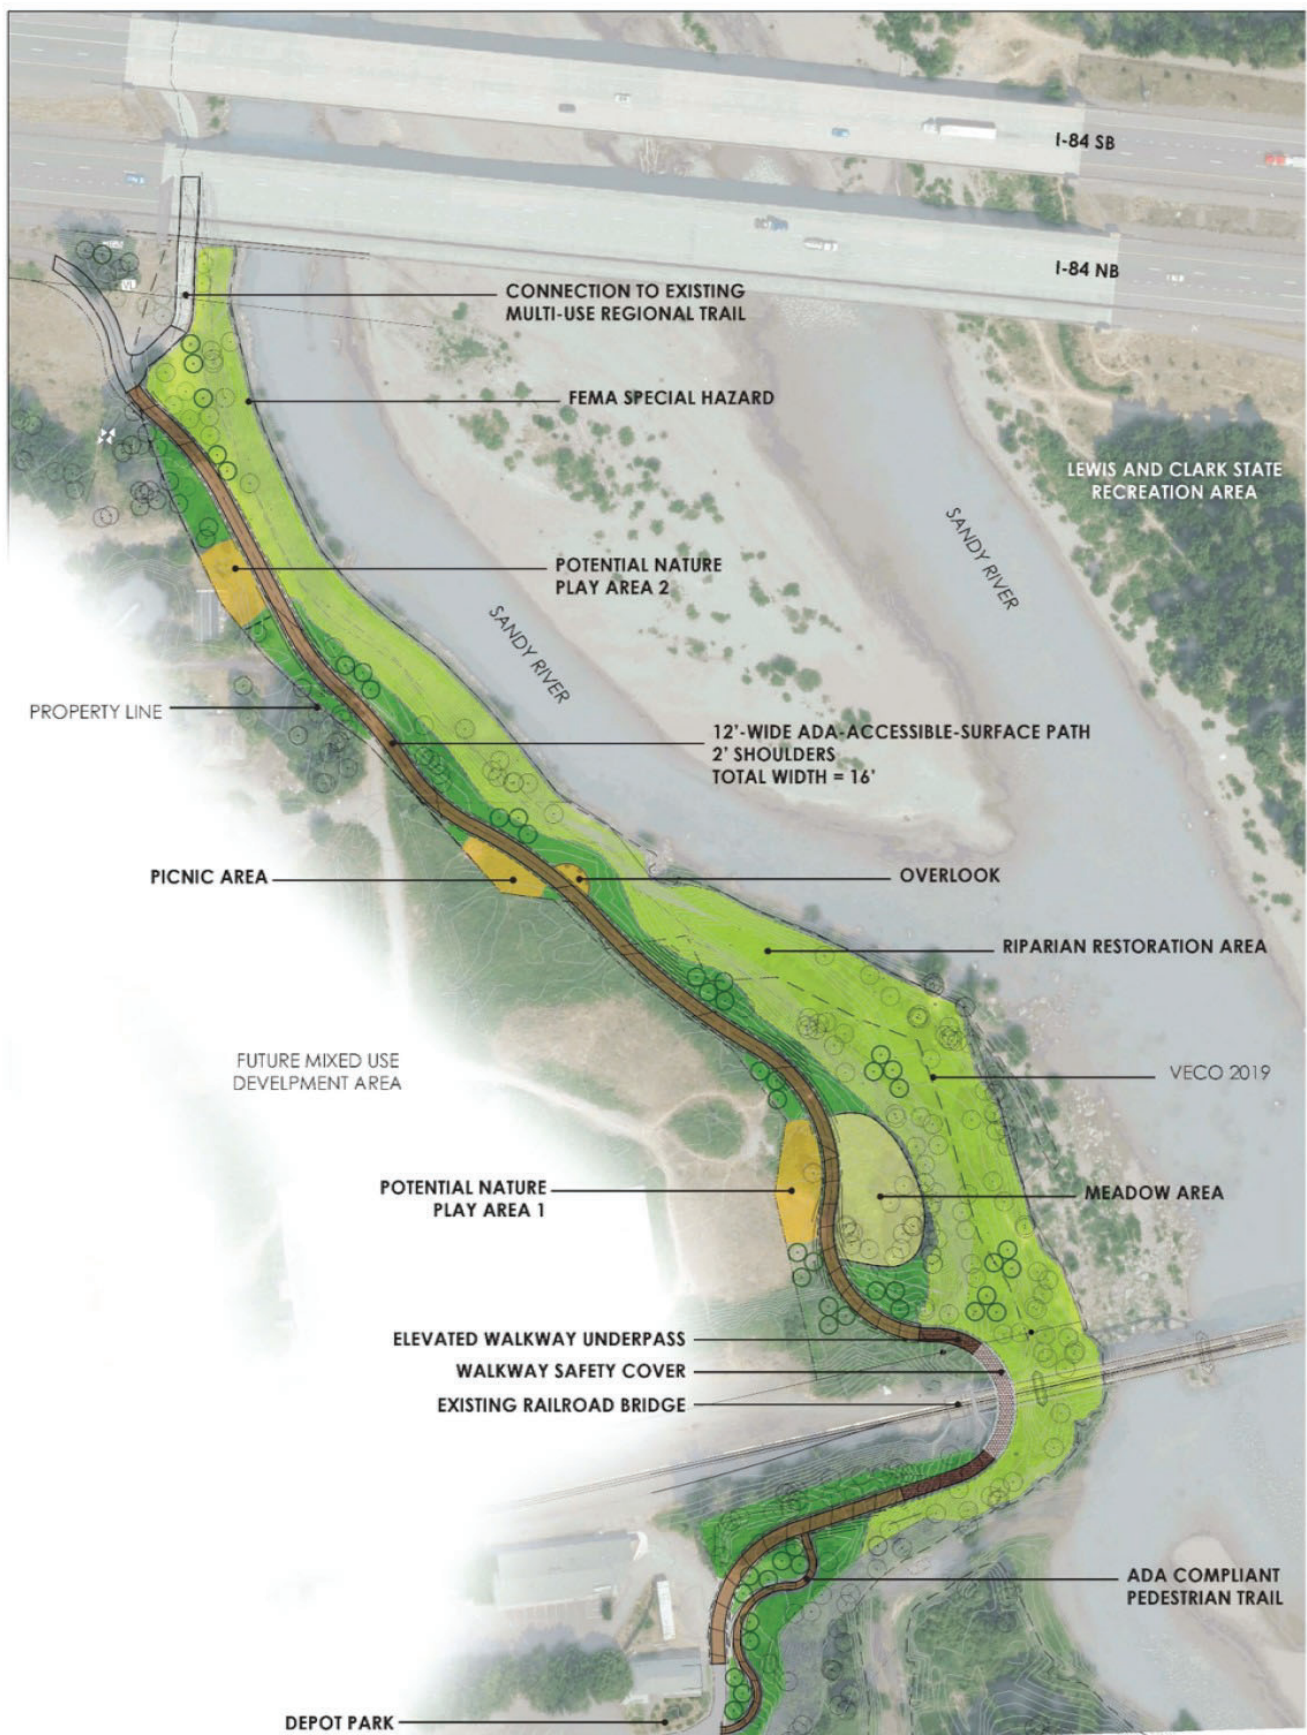 I-84 SB
I-84 NB
CONNECTION TO EXISTING
MULTI-USE REGIONAL TRAIL
FEMA SPECIAL HAZARD
LEWIS AND CLARK STATE
RECREATION AREA
SANDY RIVER
POTENTIAL NATURE
PLAY AREA 2
SANDY RIVER
PROPERTY LINE
12'-WIDE ADA-ACCESSIBLE-SURFACE PATH
2' SHOULDERS
TOTAL WIDTH = 16'
PICNIC AREA
OVERLOOK
RIPARIAN RESTORATION AREA
FUTURE MIXED USE
DEVELPMENT AREA
VECO 2019
POTENTIAL NATURE
PLAY AREA 1
MEADOW AREA
ELEVATED WALKWAY UNDERPASS
WALKWAY SAFETY COVER
EXISTING RAILROAD BRIDGE
ADA COMPLIANT
PEDESTRIAN TRAIL
DEPOT PARK